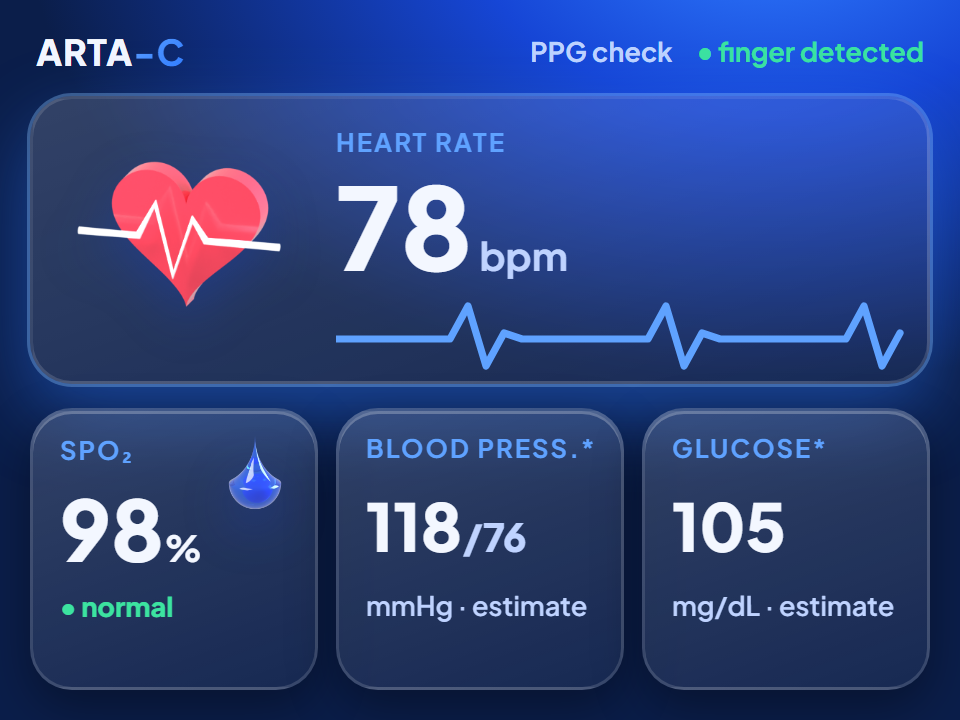 ARTA–C
PPG check ● finger detected
HEART RATE
78 bpm
SPO₂
98%
● normal
BLOOD PRESS.*
118/76
mmHg · estimate
GLUCOSE*
105
mg/dL · estimate